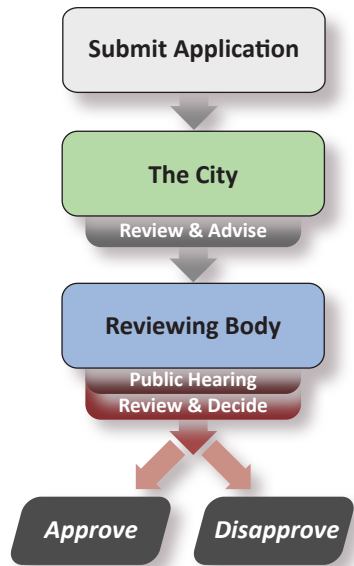 Submit Application
The City
Review & Advise
Reviewing Body
Public Hearing
Review & Decide
Approve
Disapprove